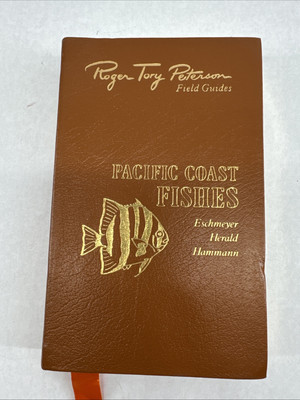 Roger Tory Peterson
Field Guides
PACIFIC COAST
FISHES
Eschmeyer
Herald
Hammann